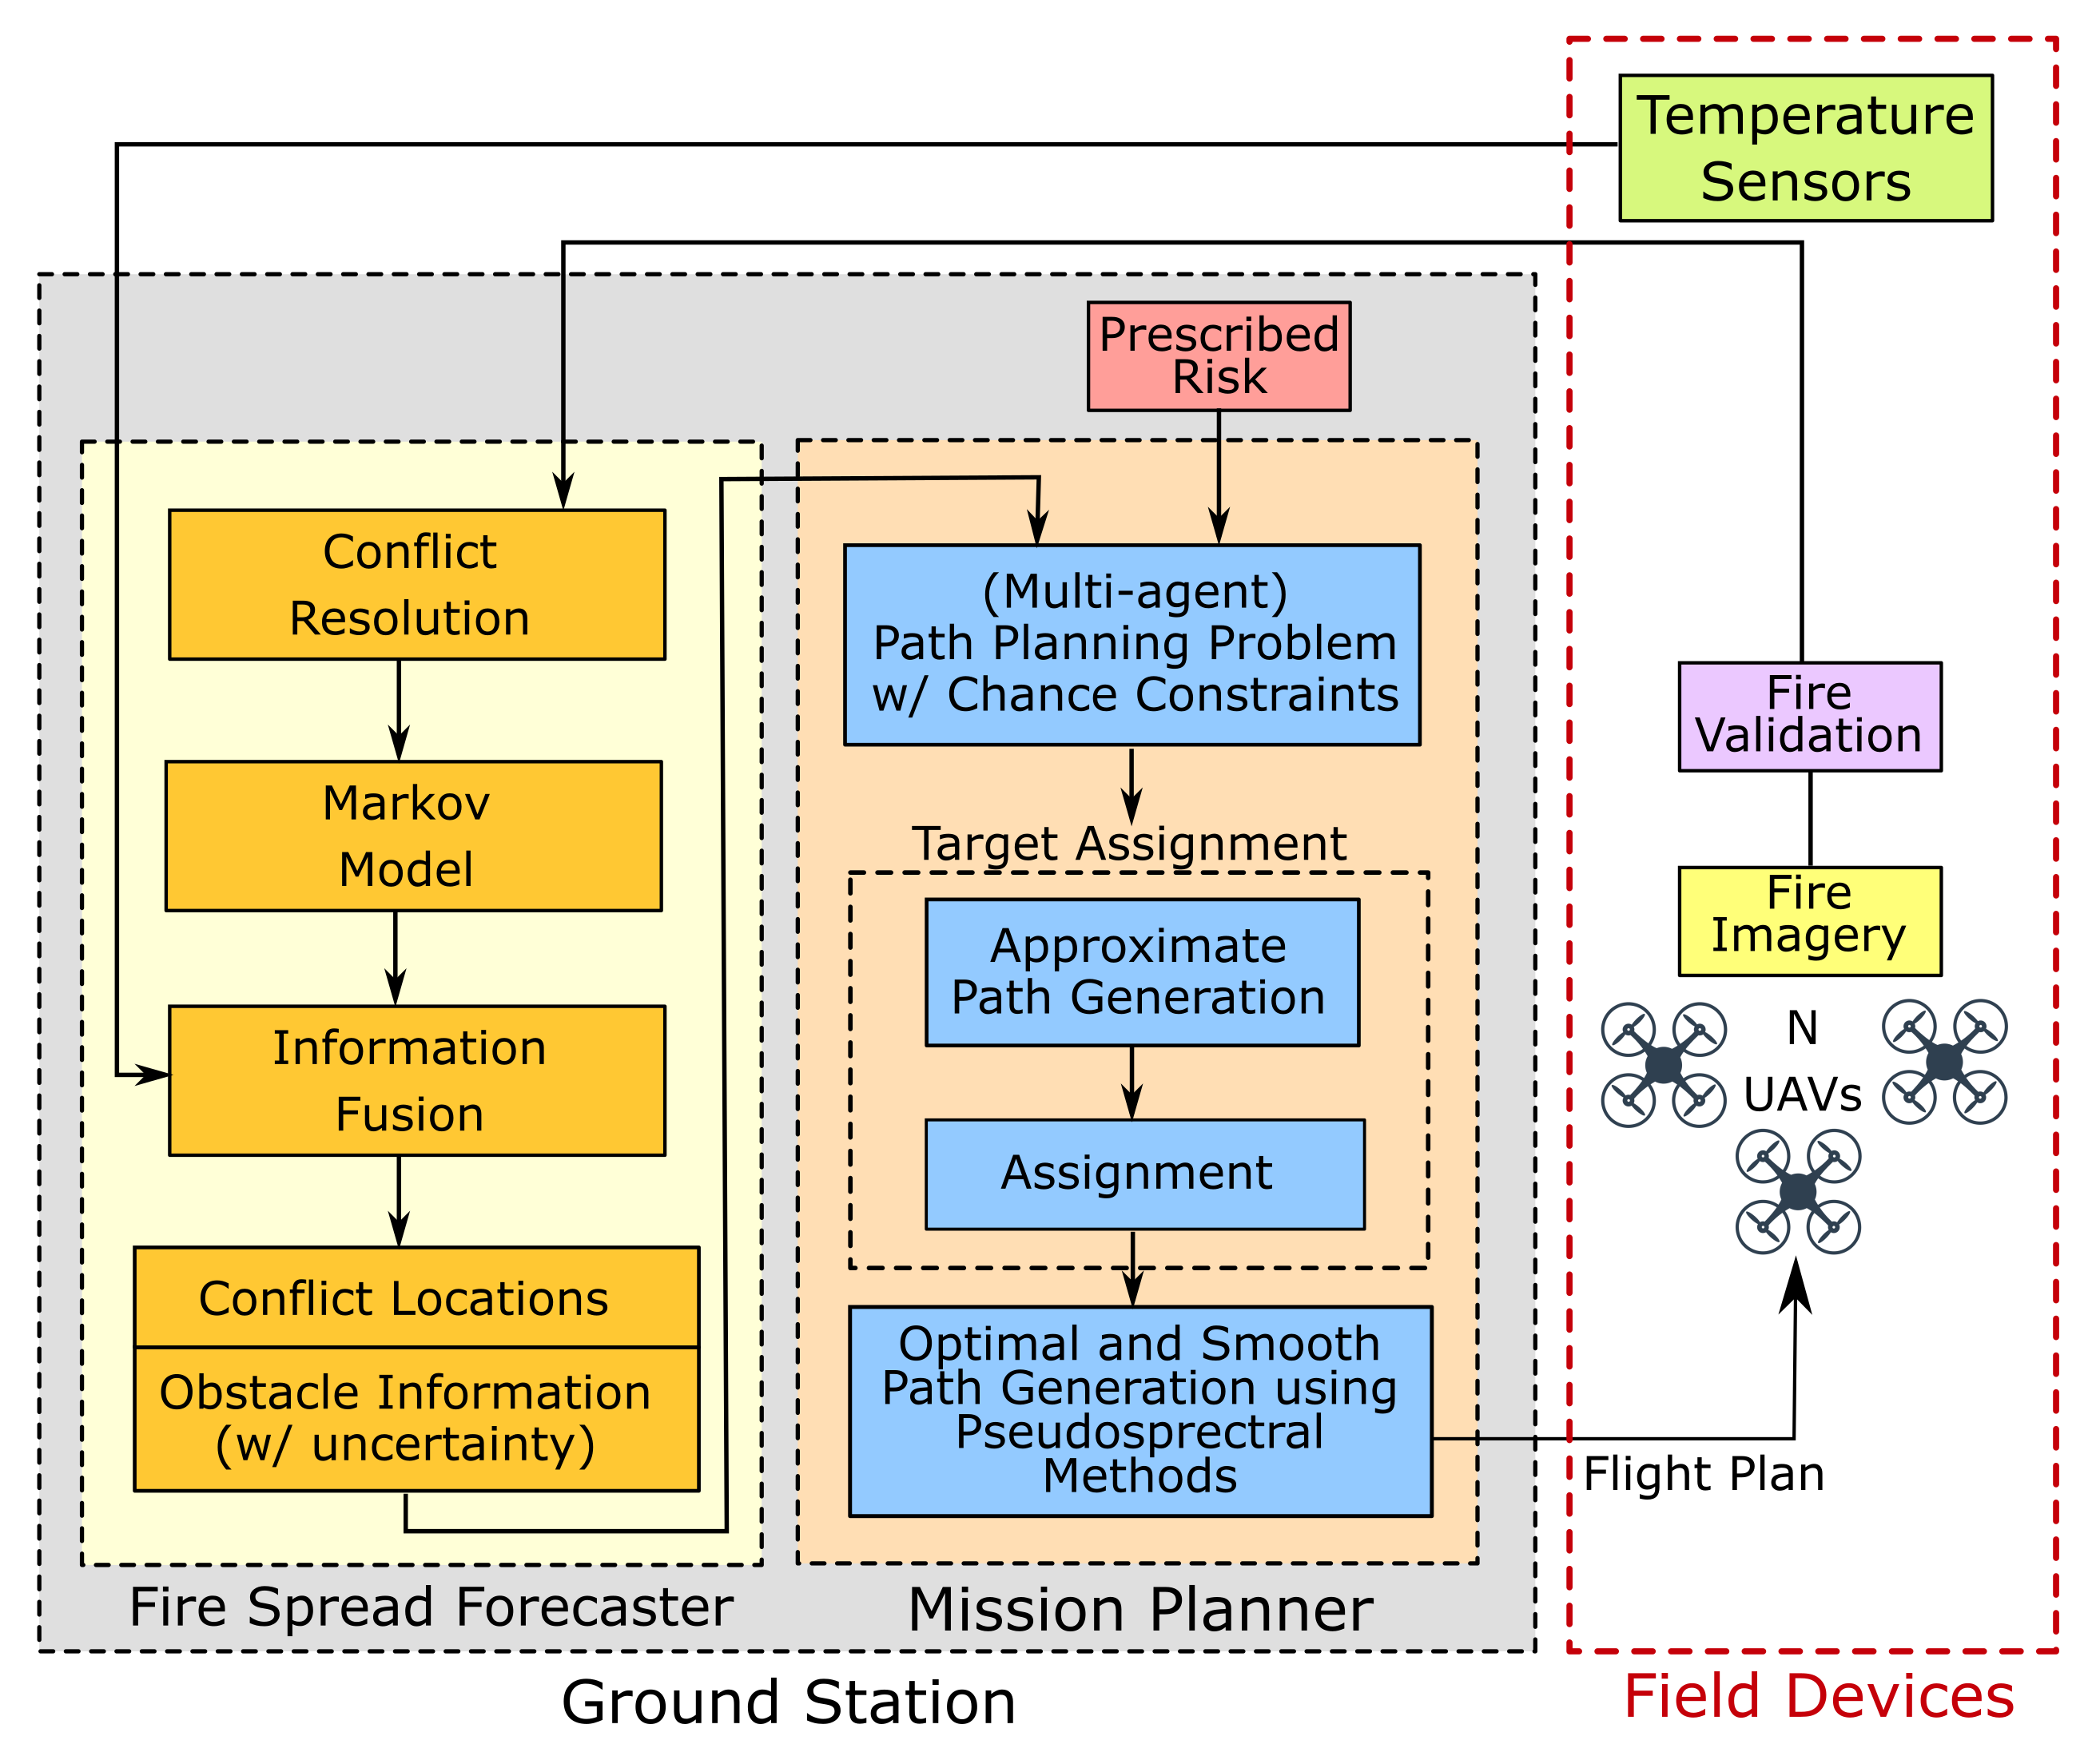 Temperature
Sensors
Prescribed
Risk
Conflict
Resolution
Markov
Model
Information
Fusion
Conflict Locations
Obstacle Information
(w/ uncertainty)
Fire Spread Forecaster
(Multi-agent)
Path Planning Problem
w/ Chance Constraints
Target Assignment
Approximate
Path Generation
Assignment
Optimal and Smooth
Path Generation using
Pseudosprectral
Methods
Mission Planner
Ground Station
Fire
Validation
Fire
Imagery
N
UAVs
Flight Plan
Field Devices